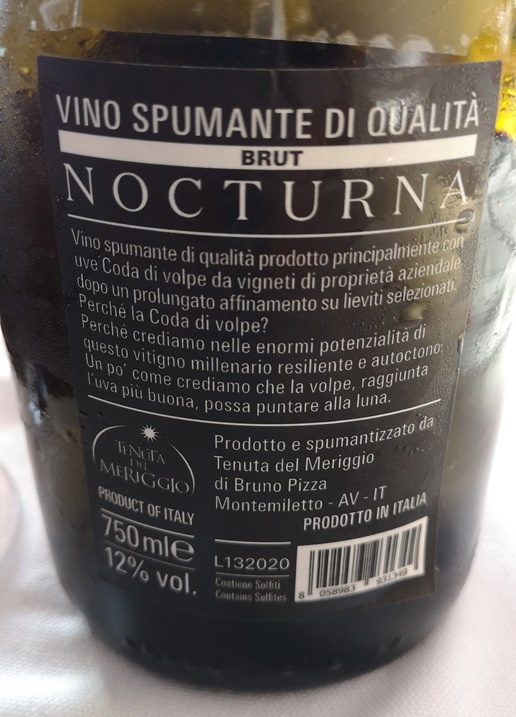 VINO SPUMANTE DI QUALITÀ
BRUT
NOCTURNA
Vino spumante di qualità prodotto principalmente con
uve Coda di volpe da vigneti di proprietà aziendale
dopo un prolungato affinamento su lieviti selezionati.
Perché la Coda di volpe?
Perché crediamo nelle enormi potenzialità di
questo vitigno millenario resiliente e autoctono:
Un po' come crediamo che la volpe, raggiunta
l'uva più buona, possa puntare alla luna.
TENUTA
DEL
MERIGGIO
PRODUCT OF ITALY
750 ml e
12% vol.
Prodotto e spumantizzato da
Tenuta del Meriggio
di Bruno Pizza
Montemiletto - AV - IT
PRODOTTO IN ITALIA
L132020
Contiene Solfiti
Contains Sulfites
8 058983 931349